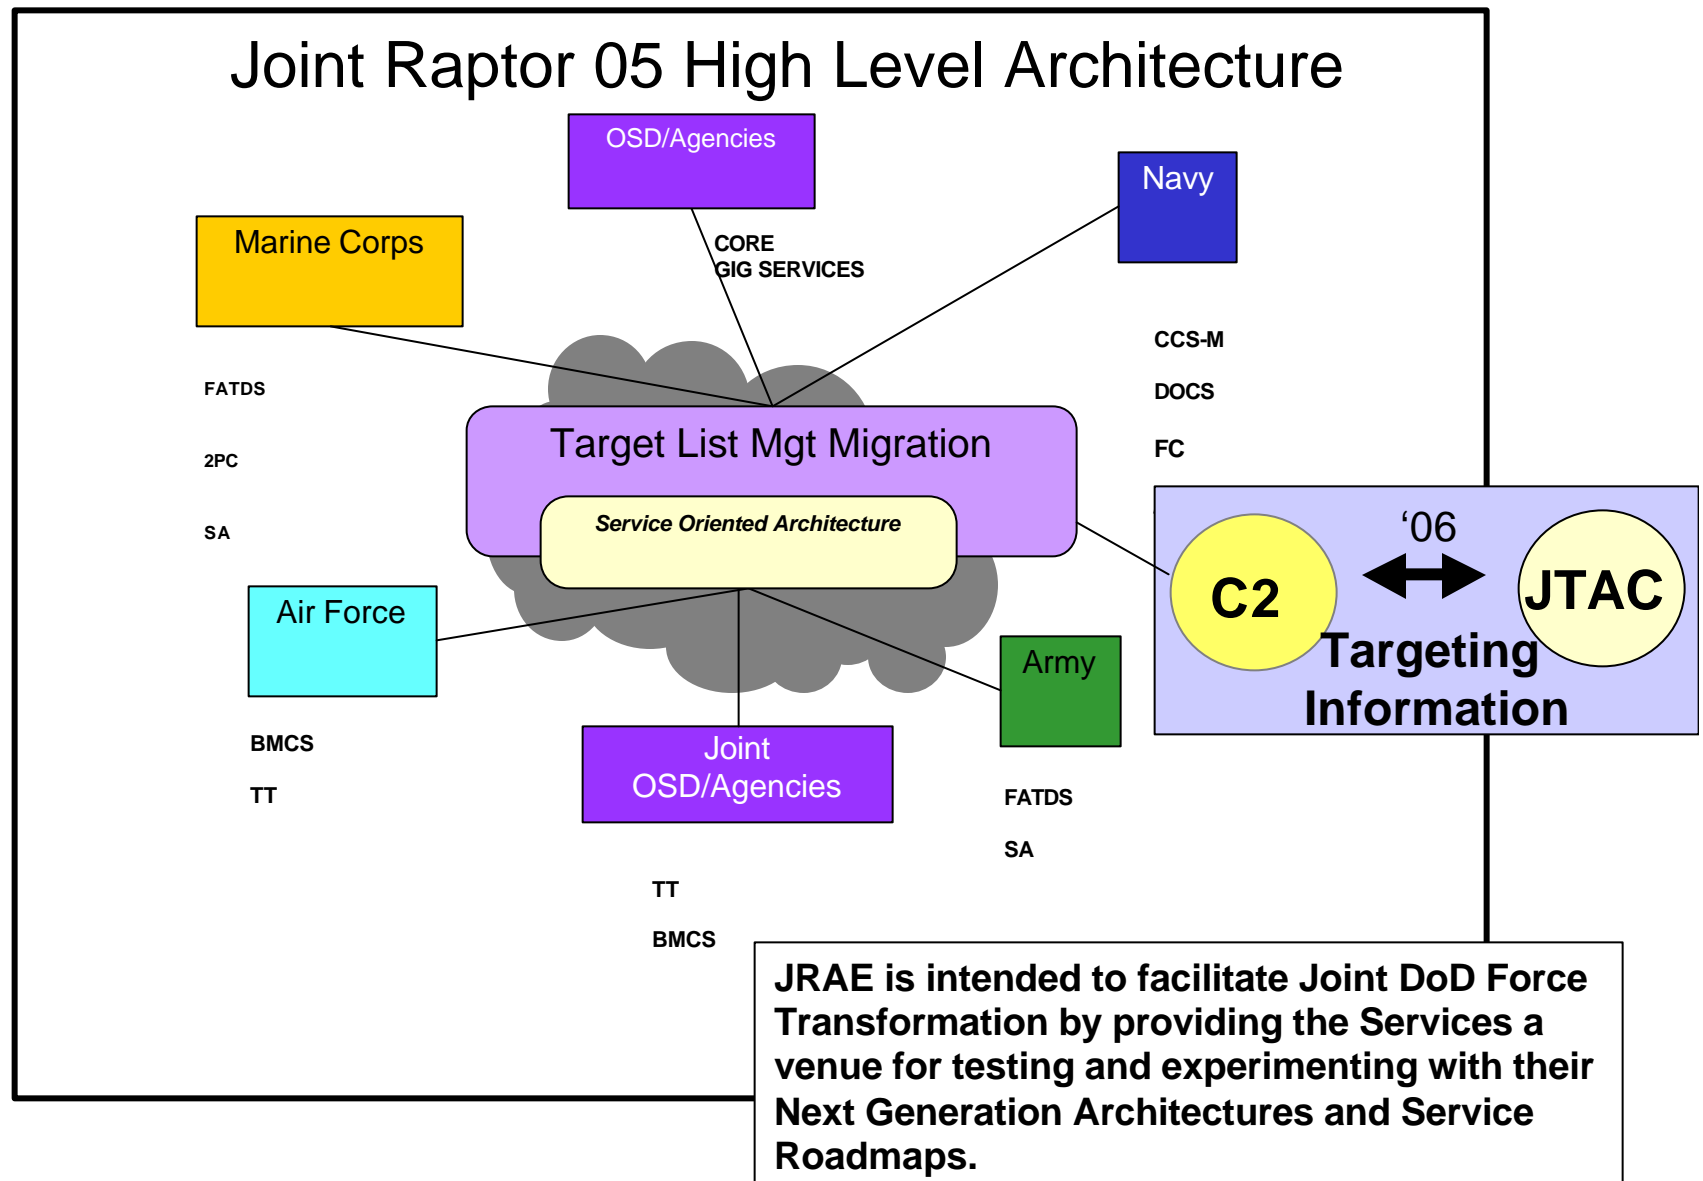 Joint Raptor 05 High Level Architecture
OSD/Agencies
Navy
Marine Corps
CORE
GIG SERVICES
CCS-M
DOCS
FC
FATDS
2PC
SA
Target List Mgt Migration
Service Oriented Architecture
‘06
C2
JTAC
Targeting
Information
Air Force
BMCS
TT
Army
FATDS
SA
Joint
OSD/Agencies
TT
BMCS
JRAE is intended to facilitate Joint DoD Force
Transformation by providing the Services a
venue for testing and experimenting with their
Next Generation Architectures and Service
Roadmaps.